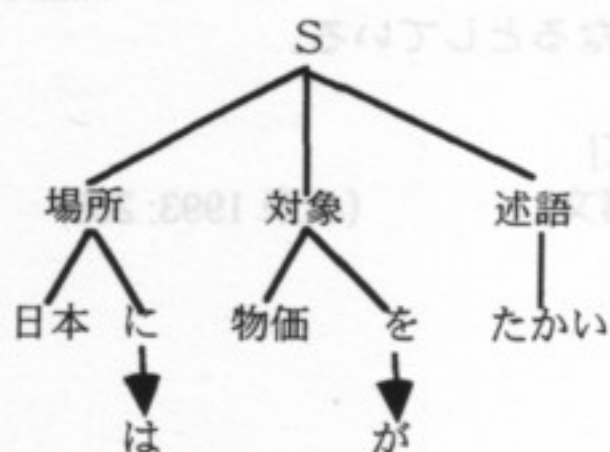 S
場所 対象 述語
日本 に 物価 を たかい
は が